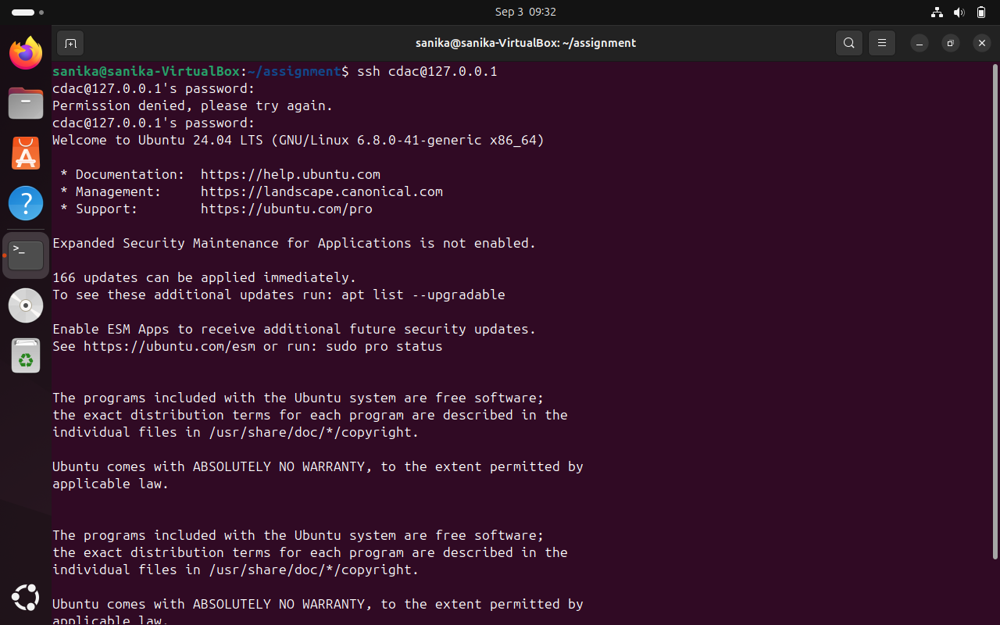 Sep 3 09:32
sanika@sanika-VirtualBox: ~/assignment
sanika@sanika-VirtualBox:~/assignment$ ssh cdac@127.0.0.1
cdac@127.0.0.1's password:
Permission denied, please try again.
cdac@127.0.0.1's password:
Welcome to Ubuntu 24.04 LTS (GNU/Linux 6.8.0-41-generic x86_64)
* Documentation:  https://help.ubuntu.com
* Management:     https://landscape.canonical.com
* Support:        https://ubuntu.com/pro
Expanded Security Maintenance for Applications is not enabled.
166 updates can be applied immediately.
To see these additional updates run: apt list --upgradable
Enable ESM Apps to receive additional future security updates.
See https://ubuntu.com/esm or run: sudo pro status
The programs included with the Ubuntu system are free software;
the exact distribution terms for each program are described in the
individual files in /usr/share/doc/*/copyright.
Ubuntu comes with ABSOLUTELY NO WARRANTY, to the extent permitted by
applicable law.
The programs included with the Ubuntu system are free software;
the exact distribution terms for each program are described in the
individual files in /usr/share/doc/*/copyright.
Ubuntu comes with ABSOLUTELY NO WARRANTY, to the extent permitted by
applicable law.